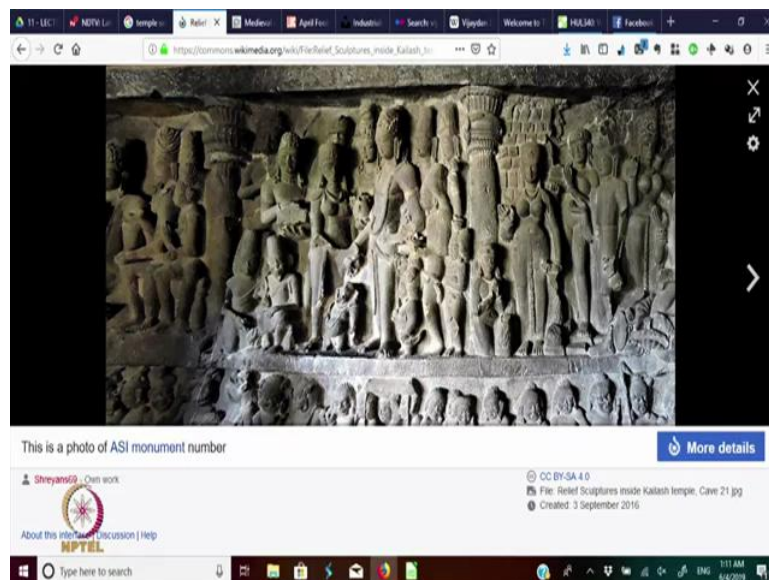 11 - LECT
NDTV: Lat
temple s
Relief
Medieval
April Foo
Industrial
Search: v
Vijaydan
Welcome to
HUL340
Facebook
https://commons.wikimedia.org/wiki/File:Relief_Sculptures_inside_Kailash_te
This is a photo of ASI monument number
More details
Shreyans69 - Own work
CC BY-SA 4.0
File: Relief Sculptures inside Kailash temple, Cave 21.jpg
Created: 3 September 2016
About this interface | Discussion | Help
NPTEL
Type here to search
ENG
1:11 AM
6/4/2019